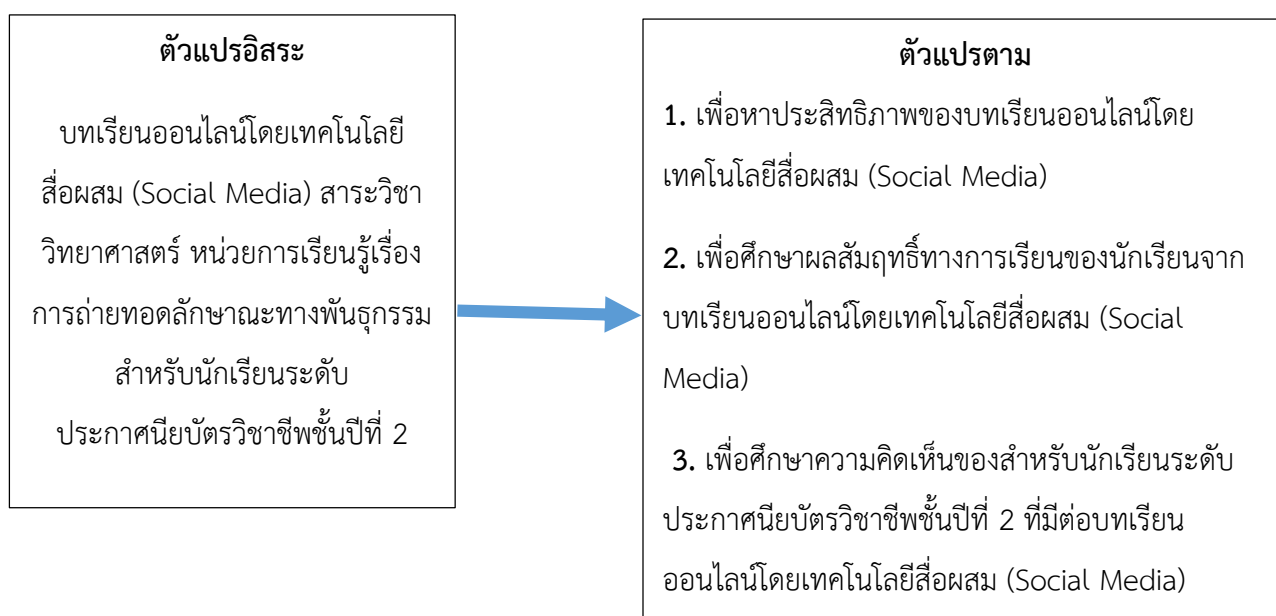 ตัวแปรอิสระ
บทเรียนออนไลน์โดยเทคโนโลยี
สื่อผสม (Social Media) สาระวิชา
วิทยาศาสตร์ หน่วยการเรียนรู้เรื่อง
การถ่ายทอดลักษาณะทางพันธุกรรม
สำหรับนักเรียนระดับ
ประกาศนียบัตรวิชาชีพชั้นปีที่ 2
ตัวแปรตาม
1. เพื่อหาประสิทธิภาพของบทเรียนออนไลน์โดย
เทคโนโลยีสื่อผสม (Social Media)
2. เพื่อศึกษาผลสัมฤทธิ์ทางการเรียนของนักเรียนจาก
บทเรียนออนไลน์โดยเทคโนโลยีสื่อผสม (Social
Media)
3. เพื่อศึกษาความคิดเห็นของสำหรับนักเรียนระดับ
ประกาศนียบัตรวิชาชีพชั้นปีที่ 2 ที่มีต่อบทเรียน
ออนไลน์โดยเทคโนโลยีสื่อผสม (Social Media)